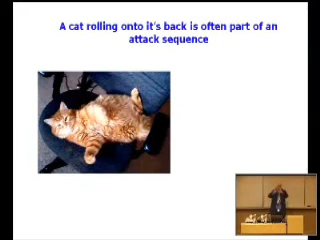 A cat rolling onto it's back is often part of an
attack sequence